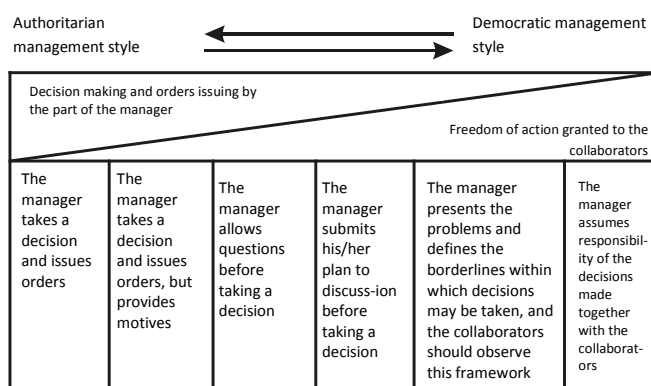 Authoritarian
management style
Democratic management
style
Decision making and orders issuing by
the part of the manager
Freedom of action granted to the
collaborators
The
manager
takes a
decision
and issues
orders
The
manager
takes a
decision
and issues
orders, but
provides
motives
The
manager
allows
questions
before
taking a
decision
The
manager
submits
his/her
plan to
discuss-ion
before
taking a
decision
The manager
presents the
problems and
defines the
borderlines within
which decisions
may be taken, and
the collaborators
should observe
this framework
The
manager
assumes
responsibil-
ity of the
decisions
made
together
with the
collaborat-
ors